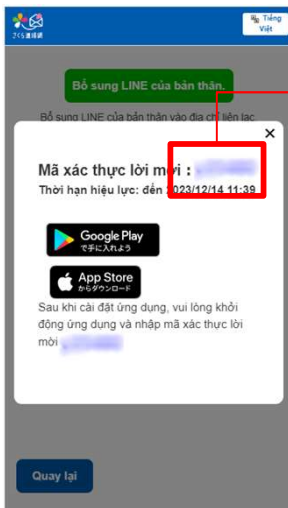 さくら連絡網
Tiếng Việt
Bổ sung LINE của bản thân.
Bổ sung LINE của bản thân vào địa chỉ liên lạc
×
Mã xác thực lời mời :
Thời hạn hiệu lực: đến 2023/12/14 11:39
Google Play
で手に入れよう
App Store
からダウンロード
Sau khi cài đặt ứng dụng, vui lòng khởi
động ứng dụng và nhập mã xác thực lời
mời
Quay lại